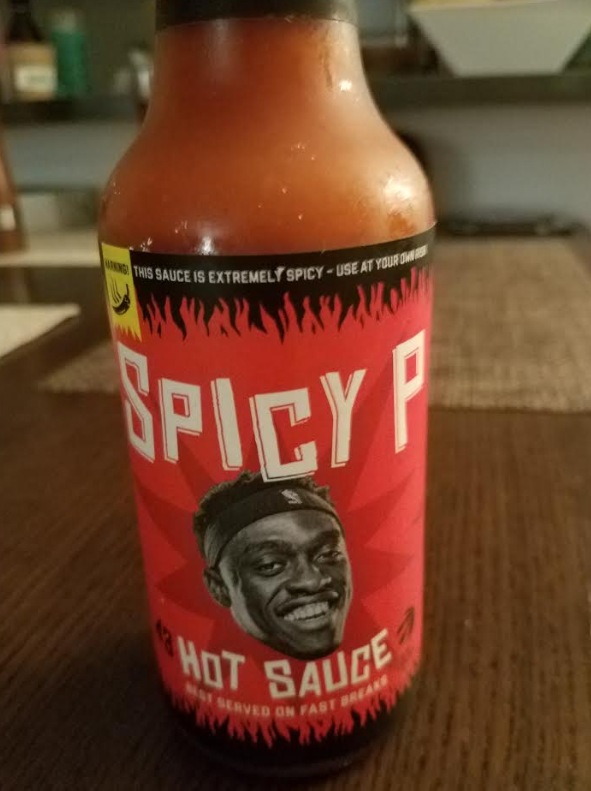 WARNING!
THIS SAUCE IS EXTREMELY SPICY - USE AT YOUR OWN RISK!
SPICY P
43
HOT SAUCE
BEST SERVED ON FAST BREAKS